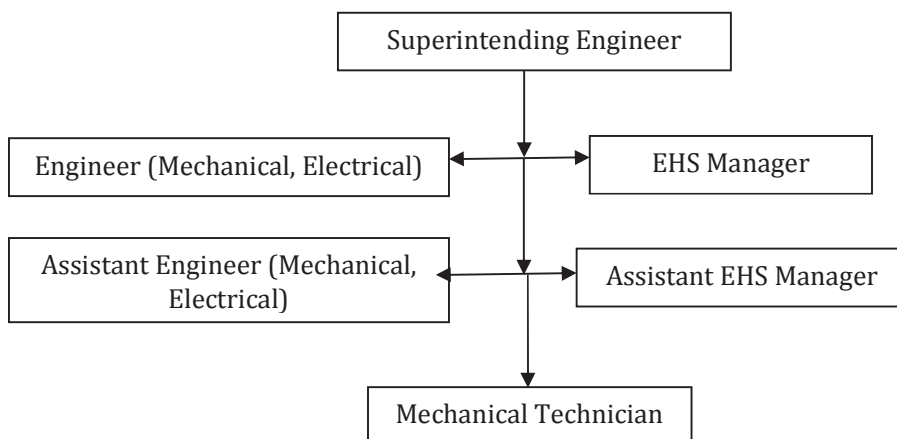 Superintending Engineer
Engineer (Mechanical, Electrical)
EHS Manager
Assistant Engineer (Mechanical,
Electrical)
Assistant EHS Manager
Mechanical Technician